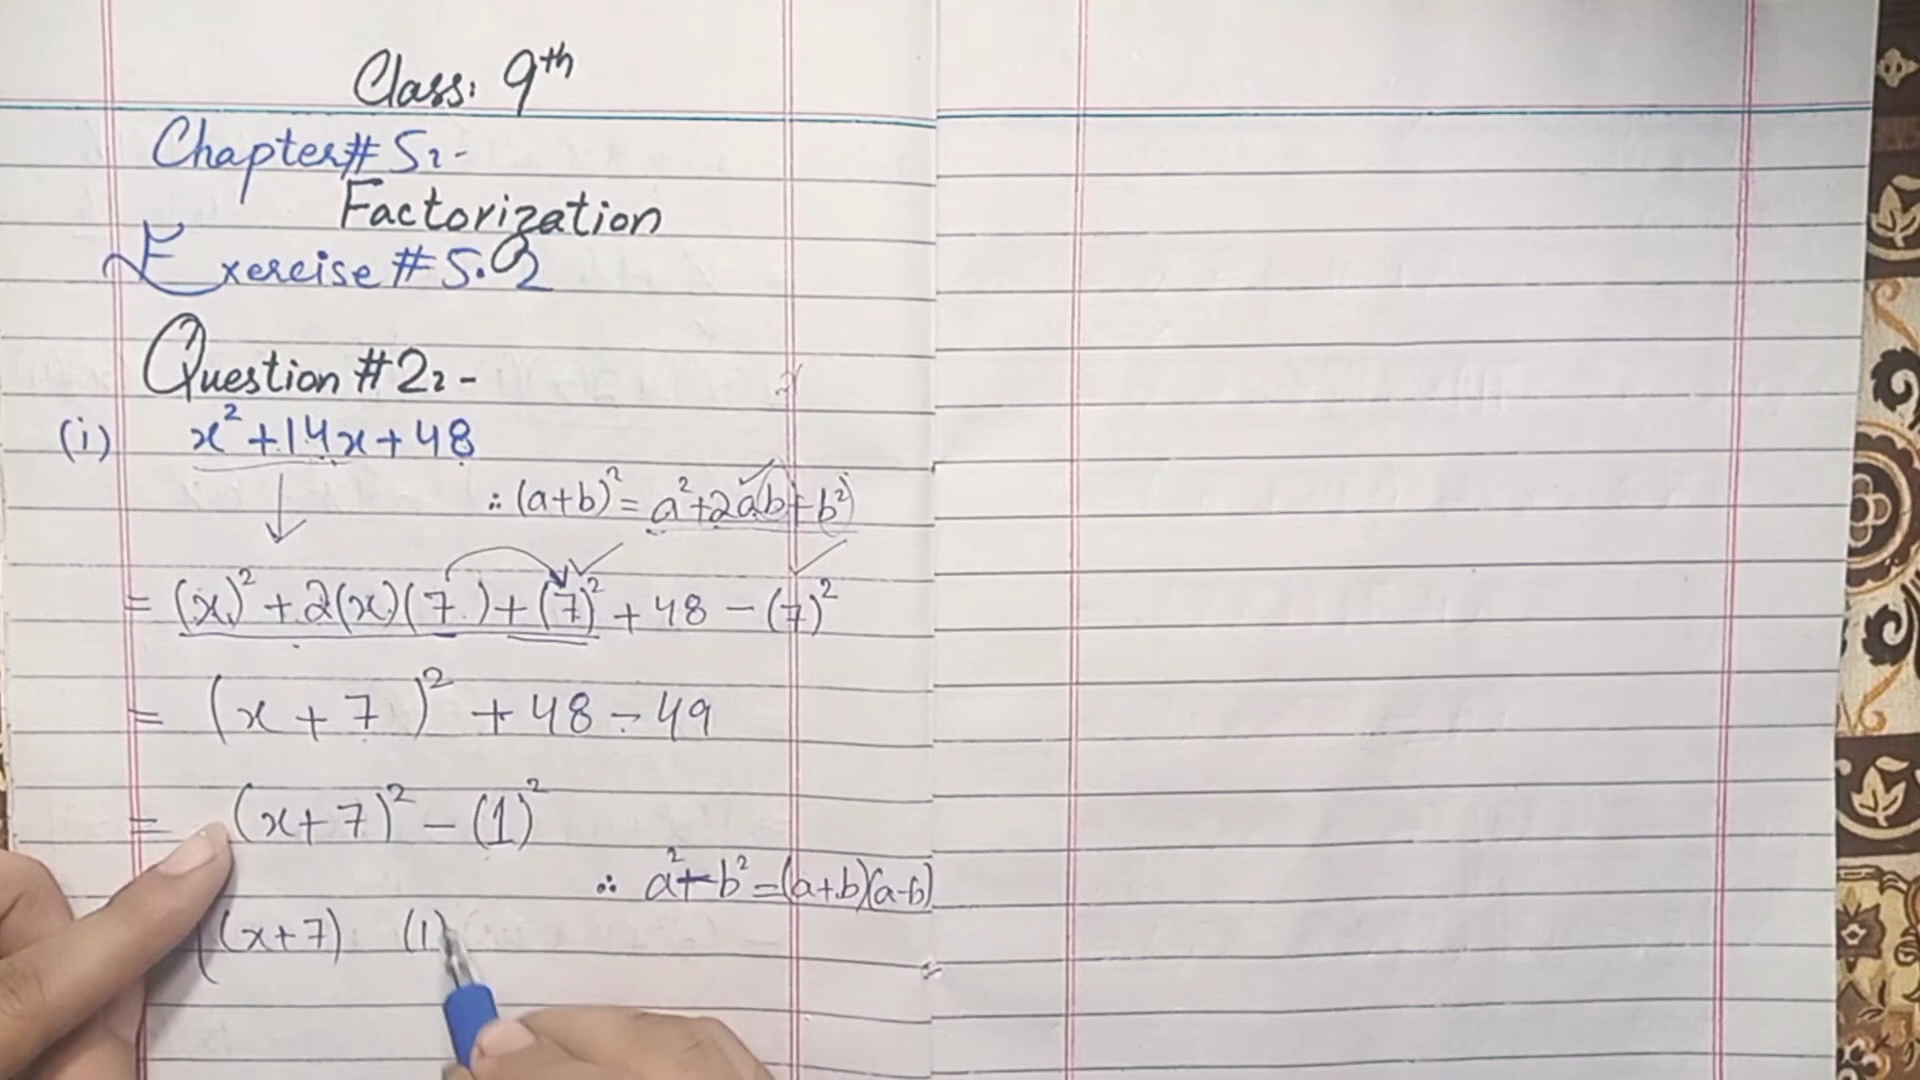 Class: 9th
Chapter# 5:-
Factorization
Exercise # 5.2
Question #2:-
(i) x² + 14x + 48
∴ (a+b)² = a² + 2ab + b²
= (x)² + 2(x)(7) + (7)² + 48 - (7)²
= (x + 7)² + 48 - 49
= (x + 7)² - (1)²
∴ a² - b² = (a+b)(a-b)
((x+7) (1)